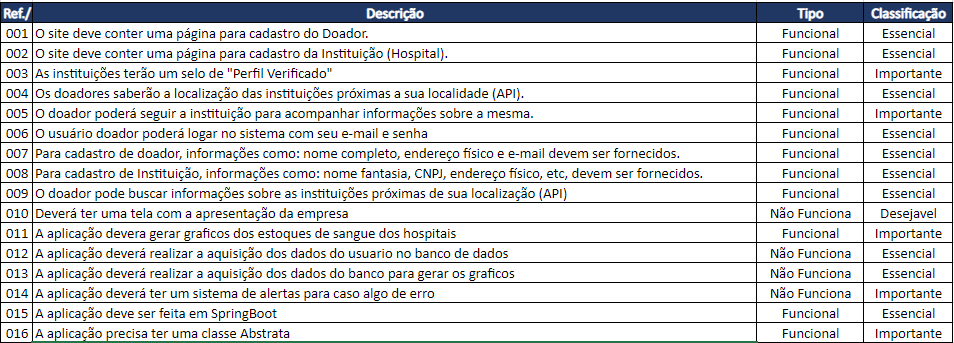 Ref./ Descrição Tipo Classificação
001 O site deve conter uma página para cadastro do Doador. Funcional Essencial
002 O site deve conter uma página para cadastro da Instituição (Hospital). Funcional Essencial
003 As instituições terão um selo de "Perfil Verificado" Funcional Importante
004 Os doadores saberão a localização das instituições próximas a sua localidade (API). Funcional Essencial
005 O doador poderá seguir a instituição para acompanhar informações sobre a mesma. Funcional Importante
006 O usuário doador poderá logar no sistema com seu e-mail e senha Funcional Essencial
007 Para cadastro de doador, informações como: nome completo, endereço físico e e-mail devem ser fornecidos. Funcional Essencial
008 Para cadastro de Instituição, informações como: nome fantasia, CNPJ, endereço físico, etc, devem ser fornecidos. Funcional Essencial
009 O doador pode buscar informações sobre as instituições próximas de sua localização (API) Funcional Essencial
010 Deverá ter uma tela com a apresentação da empresa Não Funciona Desejavel
011 A aplicação devera gerar graficos dos estoques de sangue dos hospitais Funcional Importante
012 A aplicação deverá realizar a aquisição dos dados do usuario no banco de dados Não Funciona Essencial
013 A aplicação deverá realizar a aquisição dos dados do banco para gerar os graficos Não Funciona Essencial
014 A aplicação deverá ter um sistema de alertas para caso algo de erro Não Funciona Importante
015 A aplicação deve ser feita em SpringBoot Funcional Essencial
016 A aplicação precisa ter uma classe Abstrata Funcional Importante